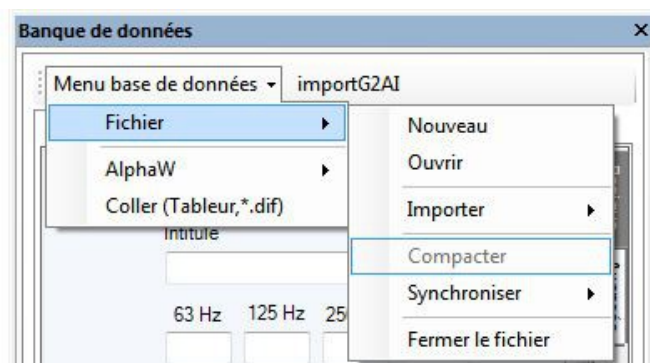 Banque de données
Menu base de données importG2AI
Fichier
AlphaW
Coller (Tableur,*.dif)
Nouveau
Ouvrir
Importer
Compacter
Synchroniser
Fermer le fichier
Intitulé
63 Hz 125 Hz